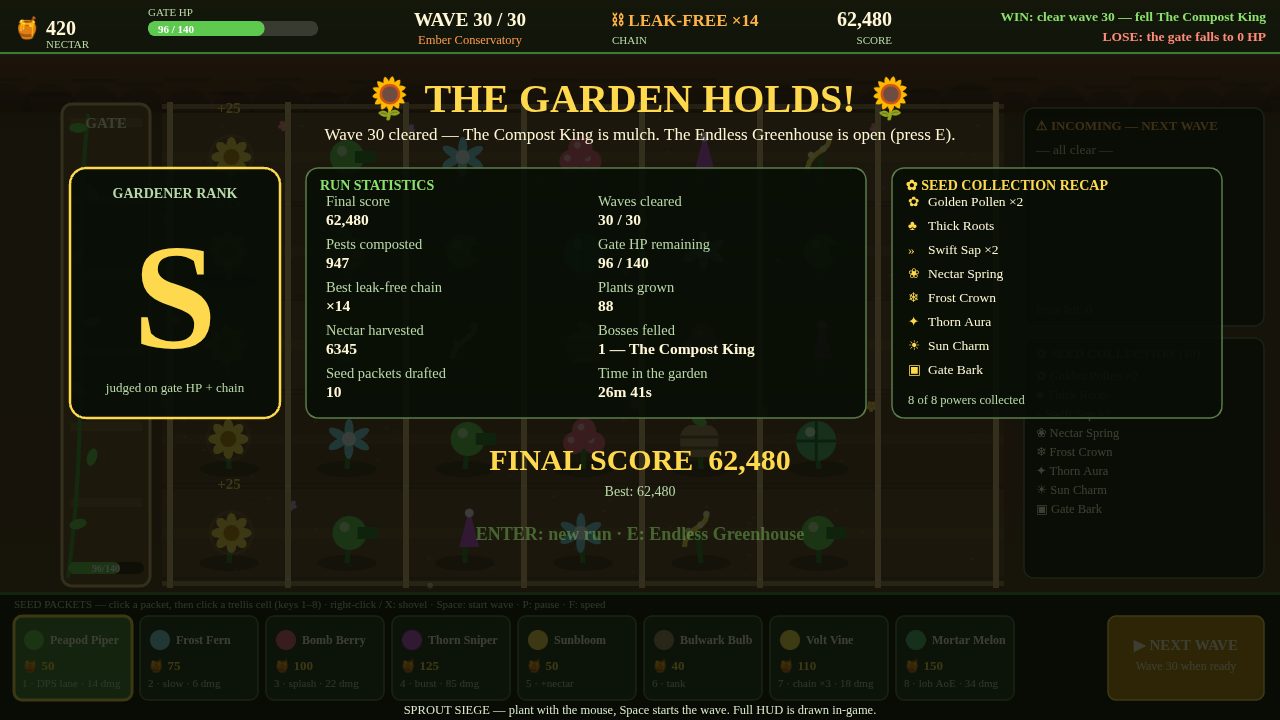 420
NECTAR
GATE HP
96 / 140
WAVE 30 / 30
Ember Conservatory
⛓ LEAK-FREE ×14
CHAIN
62,480
SCORE
WIN: clear wave 30 — fell The Compost King
LOSE: the gate falls to 0 HP
🌻 THE GARDEN HOLDS! 🌻
Wave 30 cleared — The Compost King is mulch. The Endless Greenhouse is open (press E).
+25
GATE
⚠ INCOMING — NEXT WAVE
— all clear —
GARDENER RANK
S
judged on gate HP + chain
RUN STATISTICS
Final score
62,480
Waves cleared
30 / 30
Pests composted
947
Gate HP remaining
96 / 140
Best leak-free chain
×14
Plants grown
88
Nectar harvested
6345
Bosses felled
1 — The Compost King
Seed packets drafted
10
Time in the garden
26m 41s
✿ SEED COLLECTION RECAP
✿ Golden Pollen ×2
♣ Thick Roots
» Swift Sap ×2
❀ Nectar Spring
❄ Frost Crown
✦ Thorn Aura
☀ Sun Charm
▣ Gate Bark
8 of 8 powers collected
❀ Nectar Spring
❄ Frost Crown
✦ Thorn Aura
☀ Sun Charm
▣ Gate Bark
FINAL SCORE 62,480
Best: 62,480
+25
ENTER: new run · E: Endless Greenhouse
96/140
SEED PACKETS — click a packet, then click a trellis cell (keys 1–8) · right-click / X: shovel · Space: start wave · P: pause · F: speed
Peapod Piper
50
1 · DPS lane · 14 dmg
Frost Fern
75
2 · slow · 6 dmg
Bomb Berry
100
3 · splash · 22 dmg
Thorn Sniper
125
4 · burst · 85 dmg
Sunbloom
50
5 · +nectar
Bulwark Bulb
40
6 · tank
Volt Vine
110
7 · chain ×3 · 18 dmg
Mortar Melon
150
8 · lob AoE · 34 dmg
▶ NEXT WAVE
Wave 30 when ready
SPROUT SIEGE — plant with the mouse, Space starts the wave. Full HUD is drawn in-game.